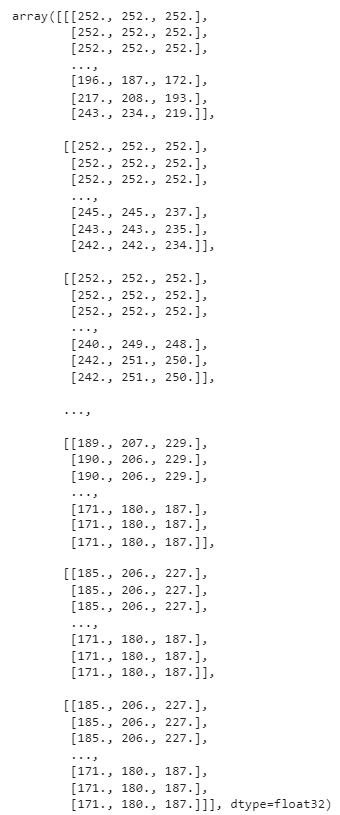 array([[[252., 252., 252.],
        [252., 252., 252.],
        [252., 252., 252.],
        ...,
        [196., 187., 172.],
        [217., 208., 193.],
        [243., 234., 219.]],

       [[252., 252., 252.],
        [252., 252., 252.],
        [252., 252., 252.],
        ...,
        [245., 245., 237.],
        [243., 243., 235.],
        [242., 242., 234.]],

       [[252., 252., 252.],
        [252., 252., 252.],
        [252., 252., 252.],
        ...,
        [240., 249., 248.],
        [242., 251., 250.],
        [242., 251., 250.]],

       ...,

       [[189., 207., 229.],
        [190., 206., 229.],
        [190., 206., 229.],
        ...,
        [171., 180., 187.],
        [171., 180., 187.],
        [171., 180., 187.]],

       [[185., 206., 227.],
        [185., 206., 227.],
        [185., 206., 227.],
        ...,
        [171., 180., 187.],
        [171., 180., 187.],
        [171., 180., 187.]],

       [[185., 206., 227.],
        [185., 206., 227.],
        [185., 206., 227.],
        ...,
        [171., 180., 187.],
        [171., 180., 187.],
        [171., 180., 187.]]], dtype=float32)